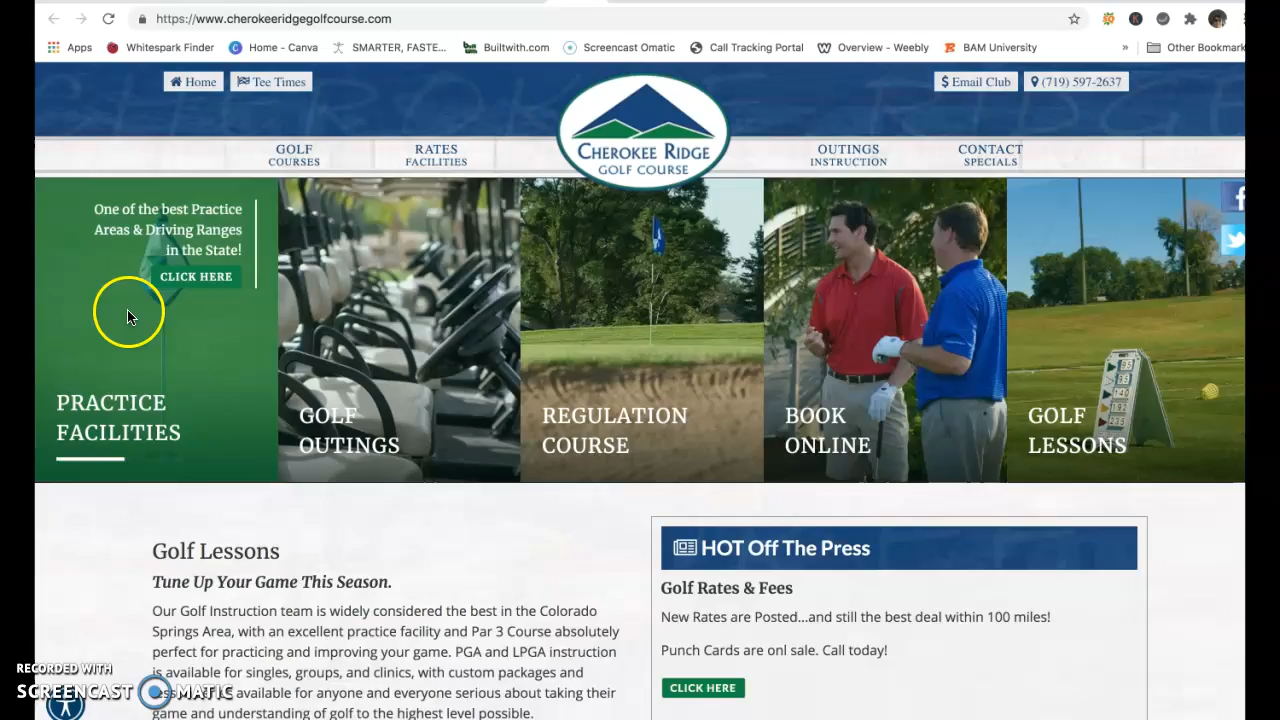 https://www.cherokeeridgegolfcourse.com
Apps Whitespark Finder Home - Canva SMARTER, FASTE... Builtwith.com Screencast Omatic Call Tracking Portal Overview - Weebly BAM University » Other Bookmark
Home Tee Times
$ Email Club (719) 597-2637
GOLF COURSES
RATES FACILITIES
CHEROKEE RIDGE
GOLF COURSE
OUTINGS INSTRUCTION
CONTACT SPECIALS
One of the best Practice
Areas & Driving Ranges
in the State!
CLICK HERE
PRACTICE
FACILITIES
GOLF
OUTINGS
REGULATION
COURSE
BOOK
ONLINE
GOLF
LESSONS
Golf Lessons
Tune Up Your Game This Season.
Our Golf Instruction team is widely considered the best in the Colorado
Springs Area, with an excellent practice facility and Par 3 Course absolutely
perfect for practicing and improving your game. PGA and LPGA instruction
is available for singles, groups, and clinics, with custom packages and
available for anyone and everyone serious about taking their
game and understanding of golf to the highest level possible.
HOT Off The Press
Golf Rates & Fees
New Rates are Posted...and still the best deal within 100 miles!
Punch Cards are onl sale. Call today!
CLICK HERE
RECORDED WITH
SCREENCAST MATIC